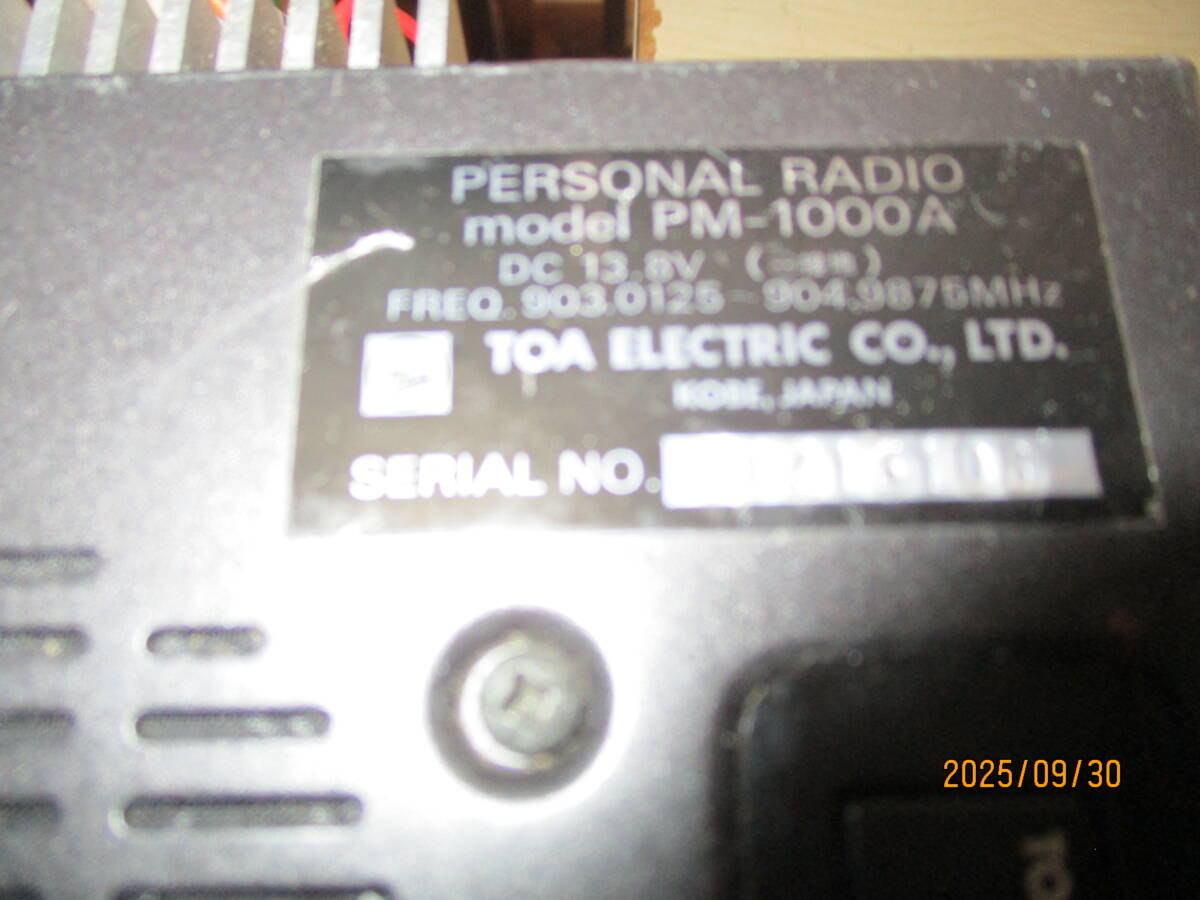 PERSONAL RADIO
model PM-1000A
DC 13.8V
FREQ. 903.0125~904.9875MHz
TOA ELECTRIC CO., LTD.
KOBE, JAPAN
SERIAL NO.
2025/09/30
TO